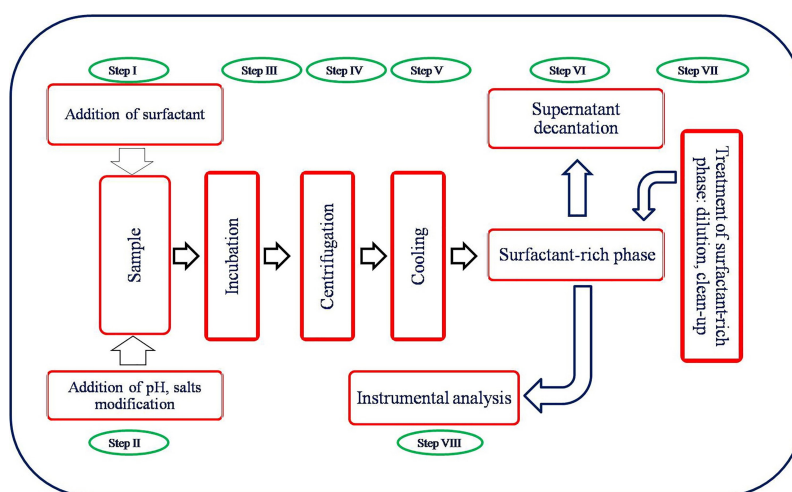 Step I
Step III
Step IV
Step V
Step VI
Step VII
Addition of surfactant
Supernatant
decantation
Sample
Incubation
Centrifugation
Cooling
Surfactant-rich phase
Treatment of surfactant-rich
phase: dilution, clean-up
Addition of pH, salts
modification
Instrumental analysis
Step II
Step VIII